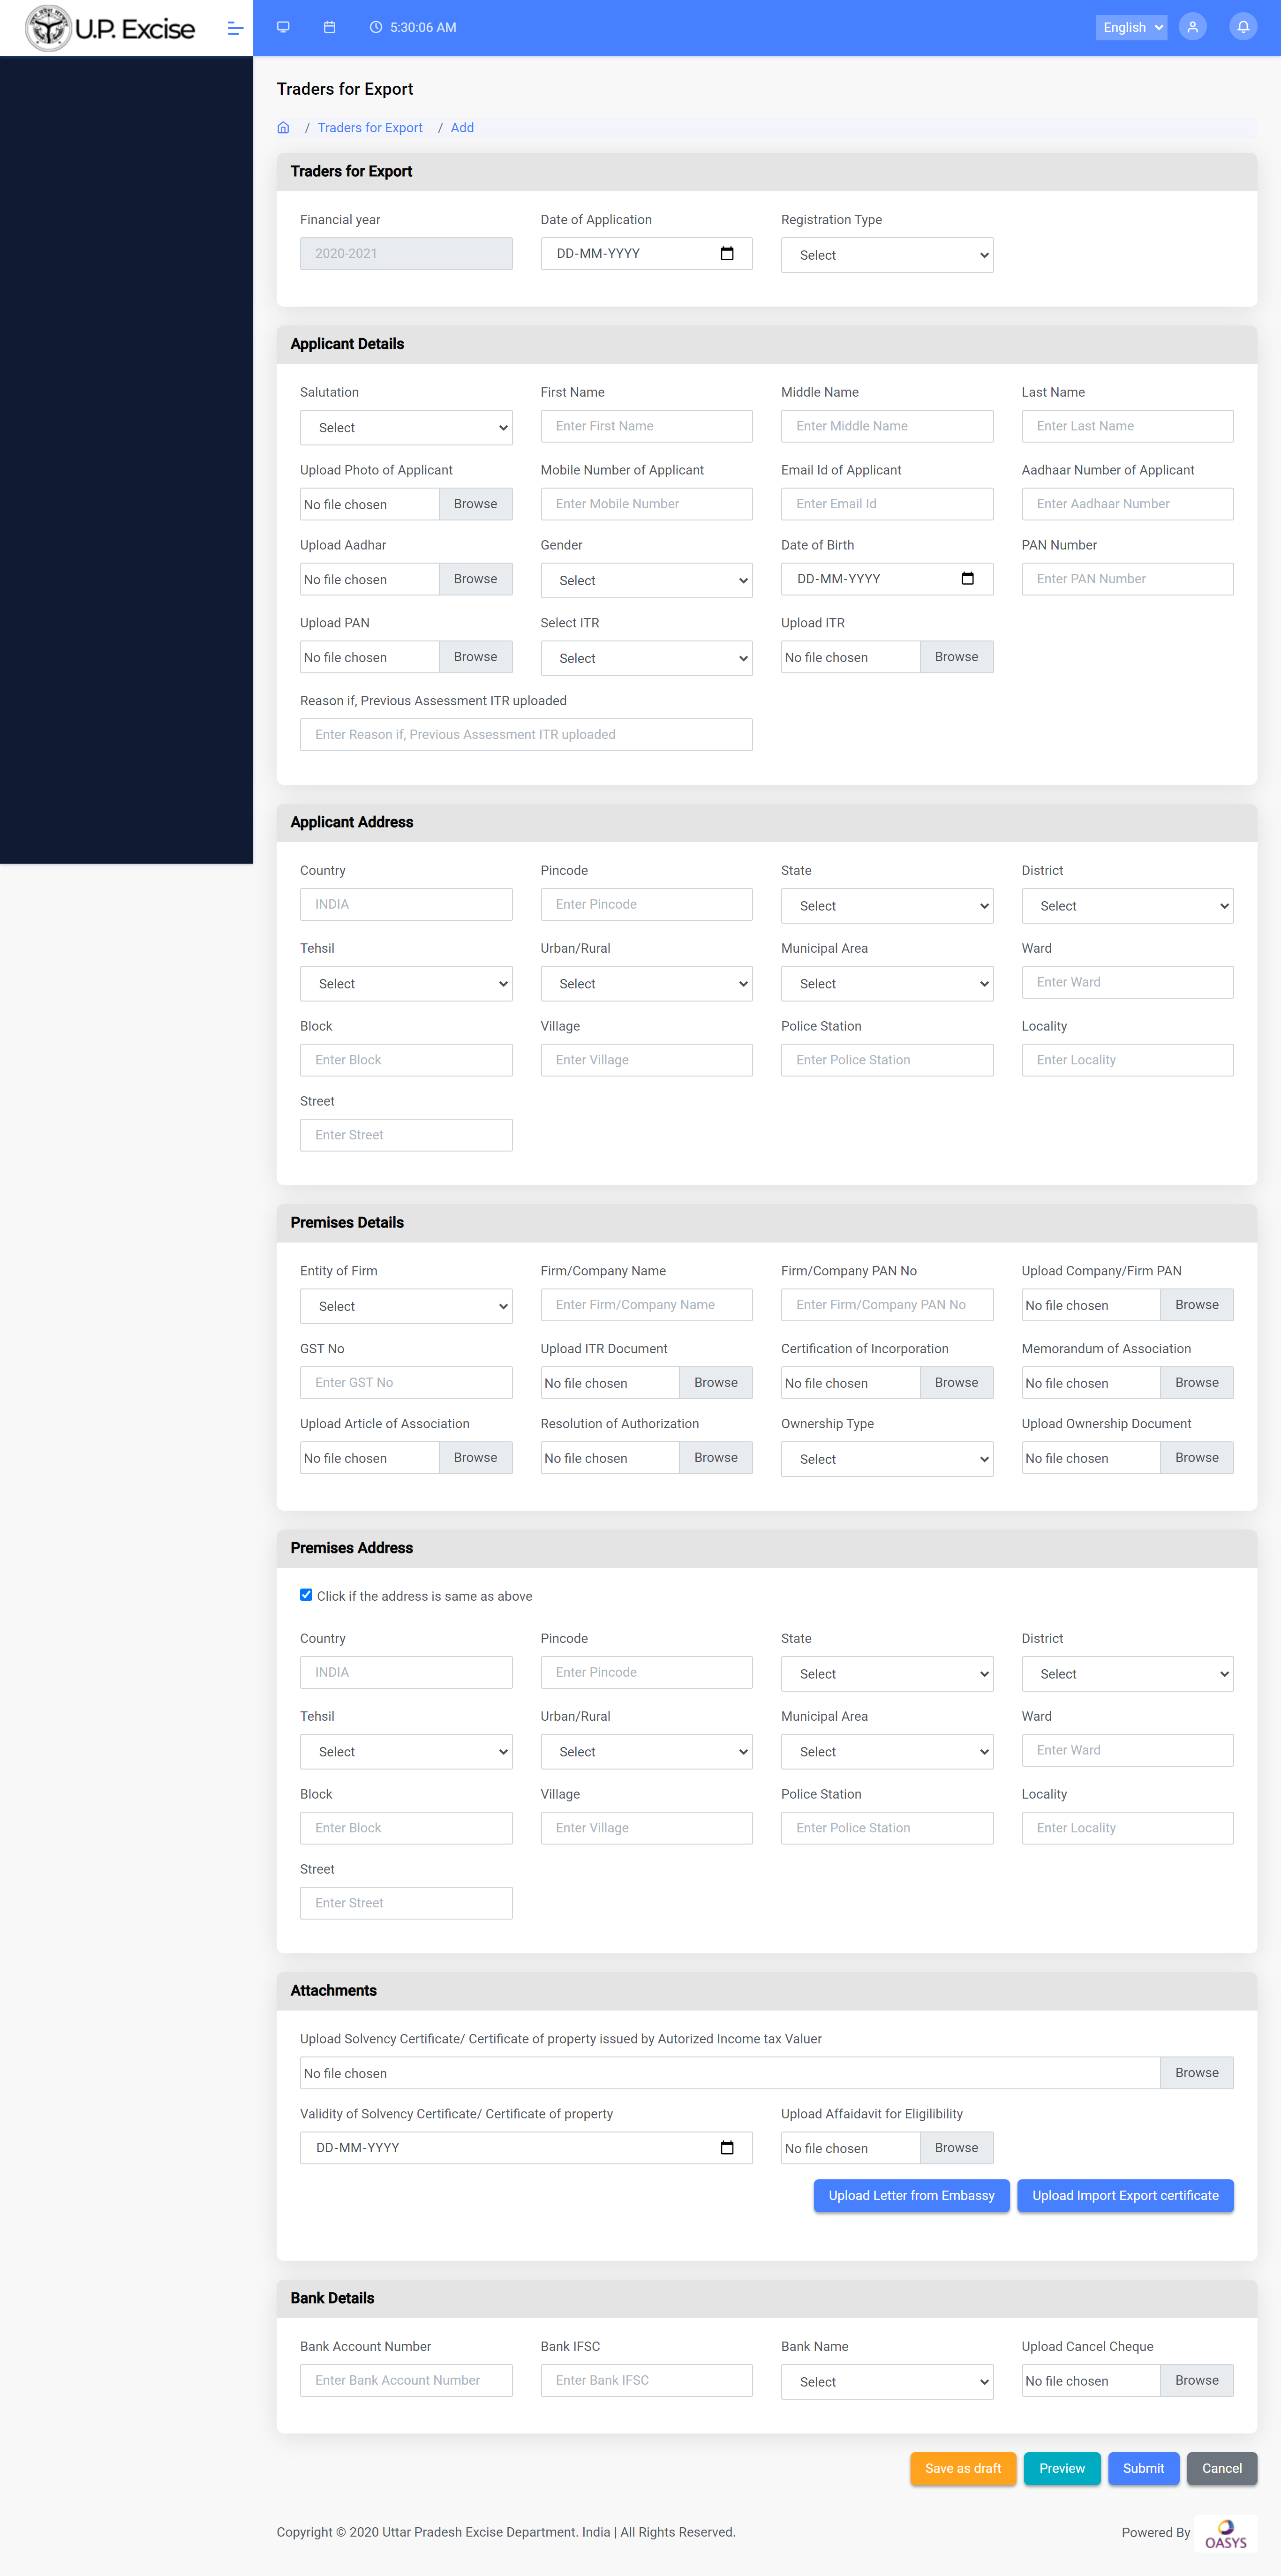 U.P. Excise
5:30:06 AM
English
Traders for Export
/ Traders for Export / Add
Traders for Export
Financial year Date of Application Registration Type
2020-2021 DD-MM-YYYY Select
Applicant Details
Salutation First Name Middle Name Last Name
Select Enter First Name Enter Middle Name Enter Last Name
Upload Photo of Applicant Mobile Number of Applicant Email Id of Applicant Aadhaar Number of Applicant
No file chosen Browse Enter Mobile Number Enter Email Id Enter Aadhaar Number
Upload Aadhar Gender Date of Birth PAN Number
No file chosen Browse Select DD-MM-YYYY Enter PAN Number
Upload PAN Select ITR Upload ITR
No file chosen Browse Select No file chosen Browse
Reason if, Previous Assessment ITR uploaded
Enter Reason if, Previous Assessment ITR uploaded
Applicant Address
Country Pincode State District
INDIA Enter Pincode Select Select
Tehsil Urban/Rural Municipal Area Ward
Select Select Select Enter Ward
Block Village Police Station Locality
Enter Block Enter Village Enter Police Station Enter Locality
Street
Enter Street
Premises Details
Entity of Firm Firm/Company Name Firm/Company PAN No Upload Company/Firm PAN
Select Enter Firm/Company Name Enter Firm/Company PAN No No file chosen Browse
GST No Upload ITR Document Certification of Incorporation Memorandum of Association
Enter GST No No file chosen Browse No file chosen Browse No file chosen Browse
Upload Article of Association Resolution of Authorization Ownership Type Upload Ownership Document
No file chosen Browse No file chosen Browse Select No file chosen Browse
Premises Address
Click if the address is same as above
Country Pincode State District
INDIA Enter Pincode Select Select
Tehsil Urban/Rural Municipal Area Ward
Select Select Select Enter Ward
Block Village Police Station Locality
Enter Block Enter Village Enter Police Station Enter Locality
Street
Enter Street
Attachments
Upload Solvency Certificate/ Certificate of property issued by Autorized Income tax Valuer
No file chosen Browse
Validity of Solvency Certificate/ Certificate of property Upload Affaidavit for Eligilibility
DD-MM-YYYY No file chosen Browse
Upload Letter from Embassy Upload Import Export certificate
Bank Details
Bank Account Number Bank IFSC Bank Name Upload Cancel Cheque
Enter Bank Account Number Enter Bank IFSC Select No file chosen Browse
Save as draft Preview Submit Cancel
Copyright © 2020 Uttar Pradesh Excise Department. India | All Rights Reserved. Powered By OASYS